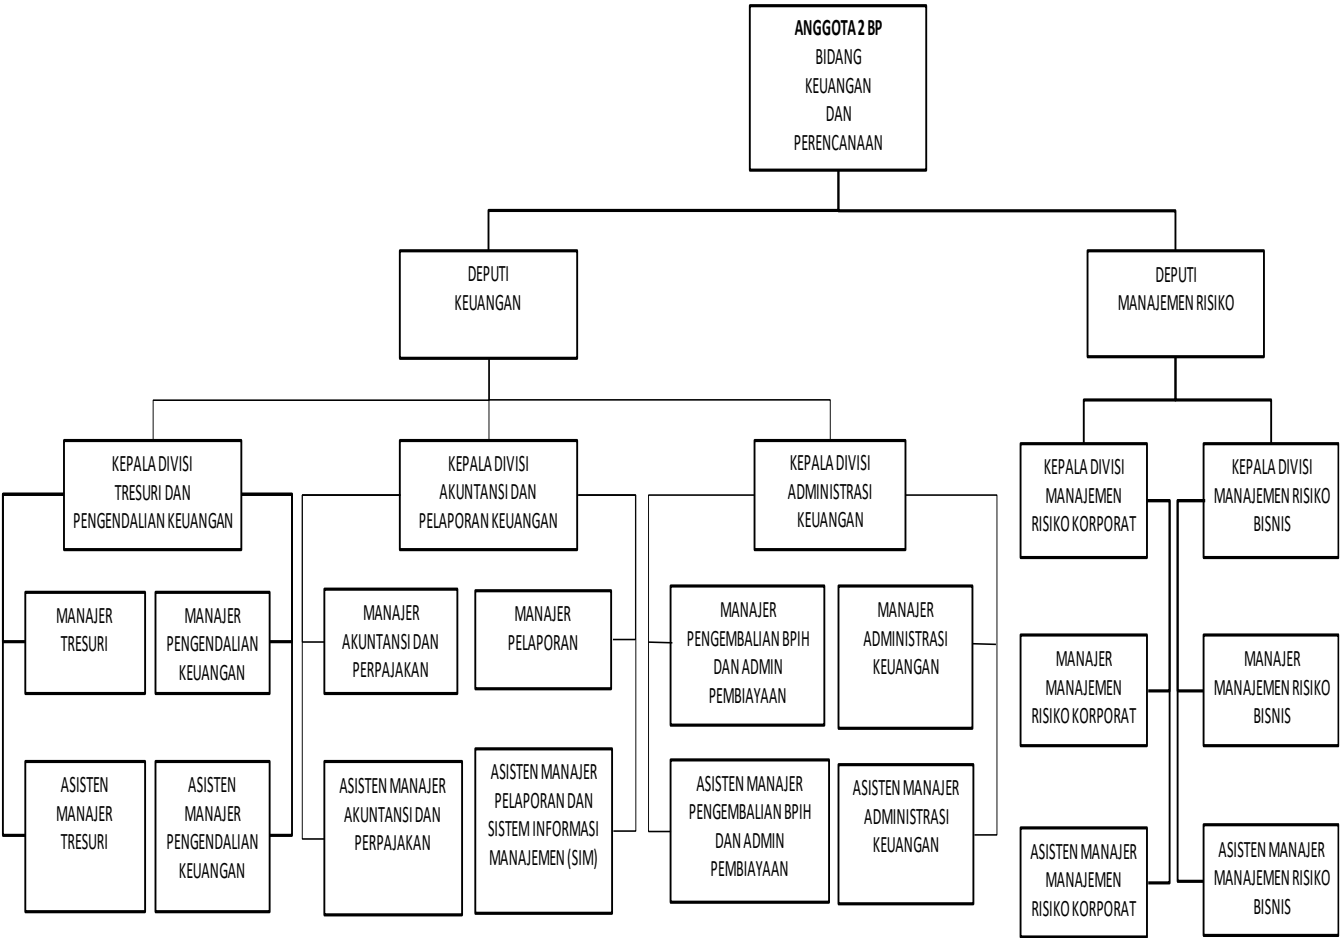 ANGGOTA 2 BP
BIDANG
KEUANGAN
DAN
PERENCANAAN
DEPUTI
KEUANGAN
DEPUTI
MANAJEMEN RISIKO
KEPALA DIVISI
TRESURI DAN
PENGENDALIAN KEUANGAN
KEPALA DIVISI
AKUNTANSI DAN
PELAPORAN KEUANGAN
KEPALA DIVISI
ADMINISTRASI
KEUANGAN
KEPALA DIVISI
MANAJEMEN
RISIKO KORPORAT
KEPALA DIVISI
MANAJEMEN RISIKO
BISNIS
MANAJER
TRESURI
MANAJER
PENGENDALIAN
KEUANGAN
MANAJER
AKUNTANSI DAN
PERPAJAKAN
MANAJER
PELAPORAN
MANAJER
PENGEMBALIAN BPIH
DAN ADMIN
PEMBIAYAAN
MANAJER
ADMINISTRASI
KEUANGAN
MANAJER
MANAJEMEN
RISIKO KORPORAT
MANAJER
MANAJEMEN RISIKO
BISNIS
ASISTEN
MANAJER
TRESURI
ASISTEN
MANAJER
PENGENDALIAN
KEUANGAN
ASISTEN MANAJER
AKUNTANSI DAN
PERPAJAKAN
ASISTEN MANAJER
PELAPORAN DAN
SISTEM INFORMASI
MANAJEMEN (SIM)
ASISTEN MANAJER
PENGEMBALIAN BPIH
DAN ADMIN
PEMBIAYAAN
ASISTEN MANAJER
ADMINISTRASI
KEUANGAN
ASISTEN MANAJER
MANAJEMEN
RISIKO KORPORAT
ASISTEN MANAJER
MANAJEMEN RISIKO
BISNIS